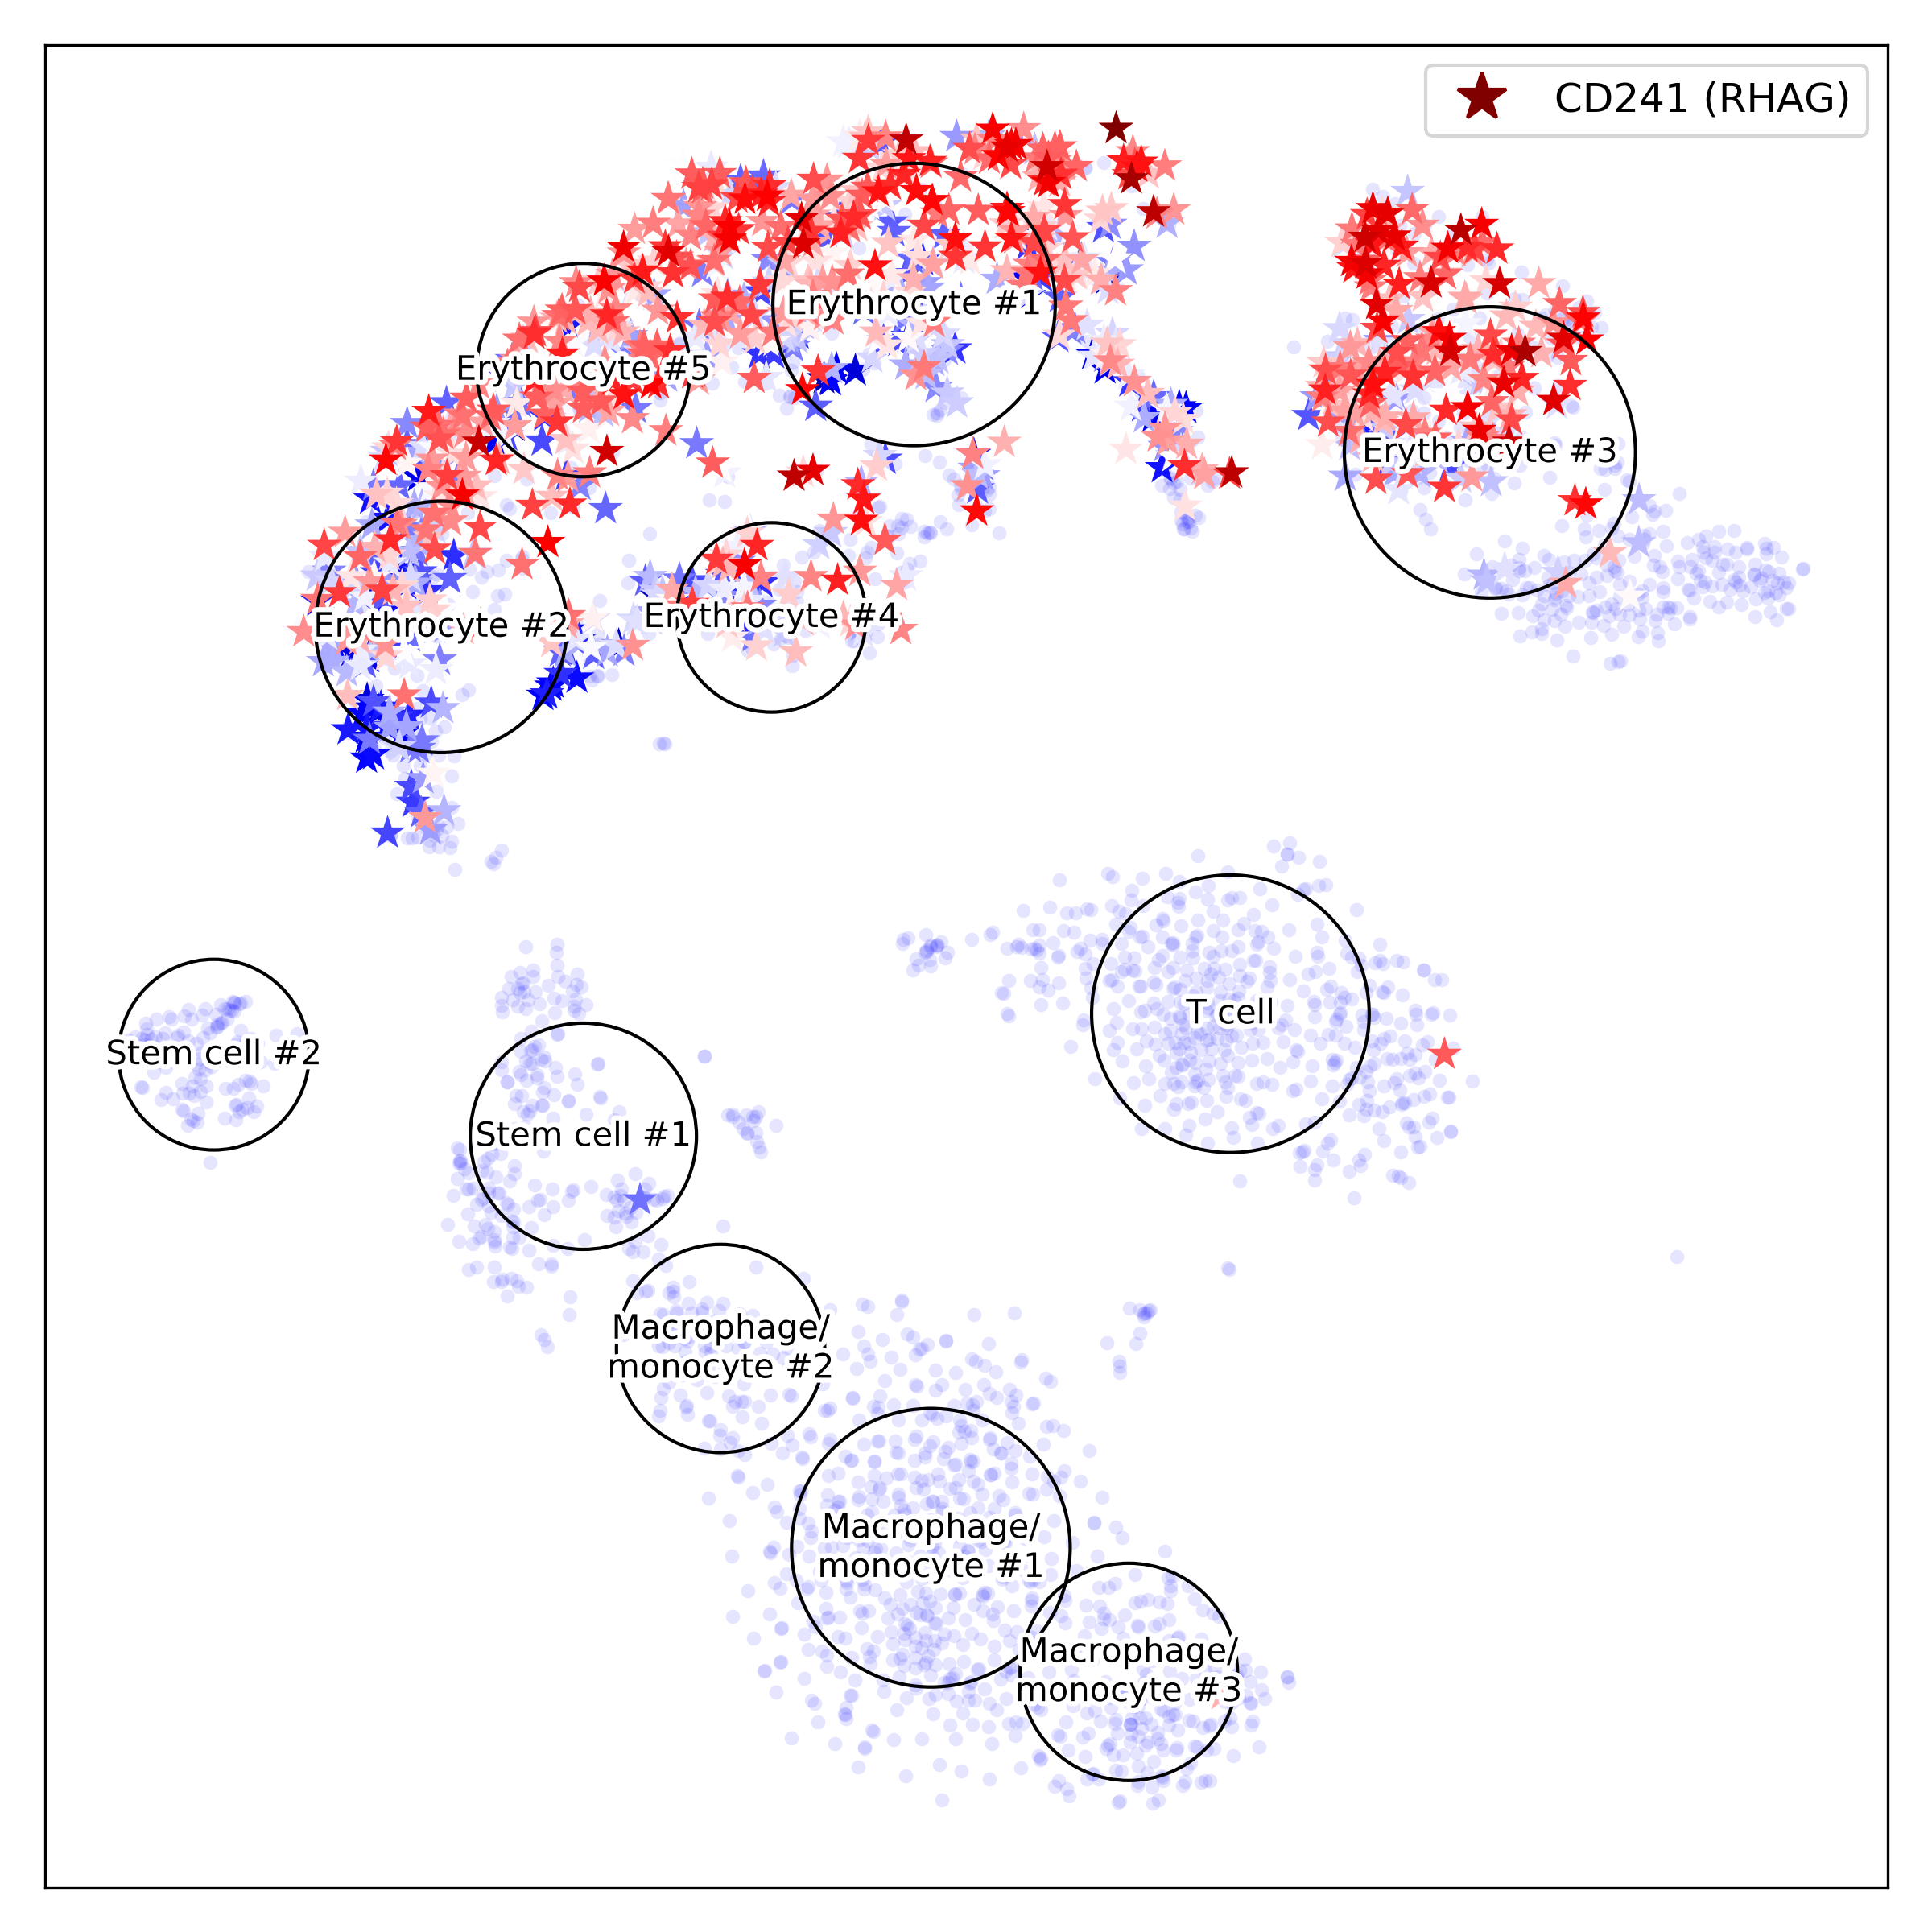 CD241 (RHAG)
Erythrocyte #1
Erythrocyte #5
Erythrocyte #3
Erythrocyte #4
Erythrocyte #2
T cell
Stem cell #2
Stem cell #1
Macrophage/
monocyte #2
Macrophage/
monocyte #1
Macrophage/
monocyte #3